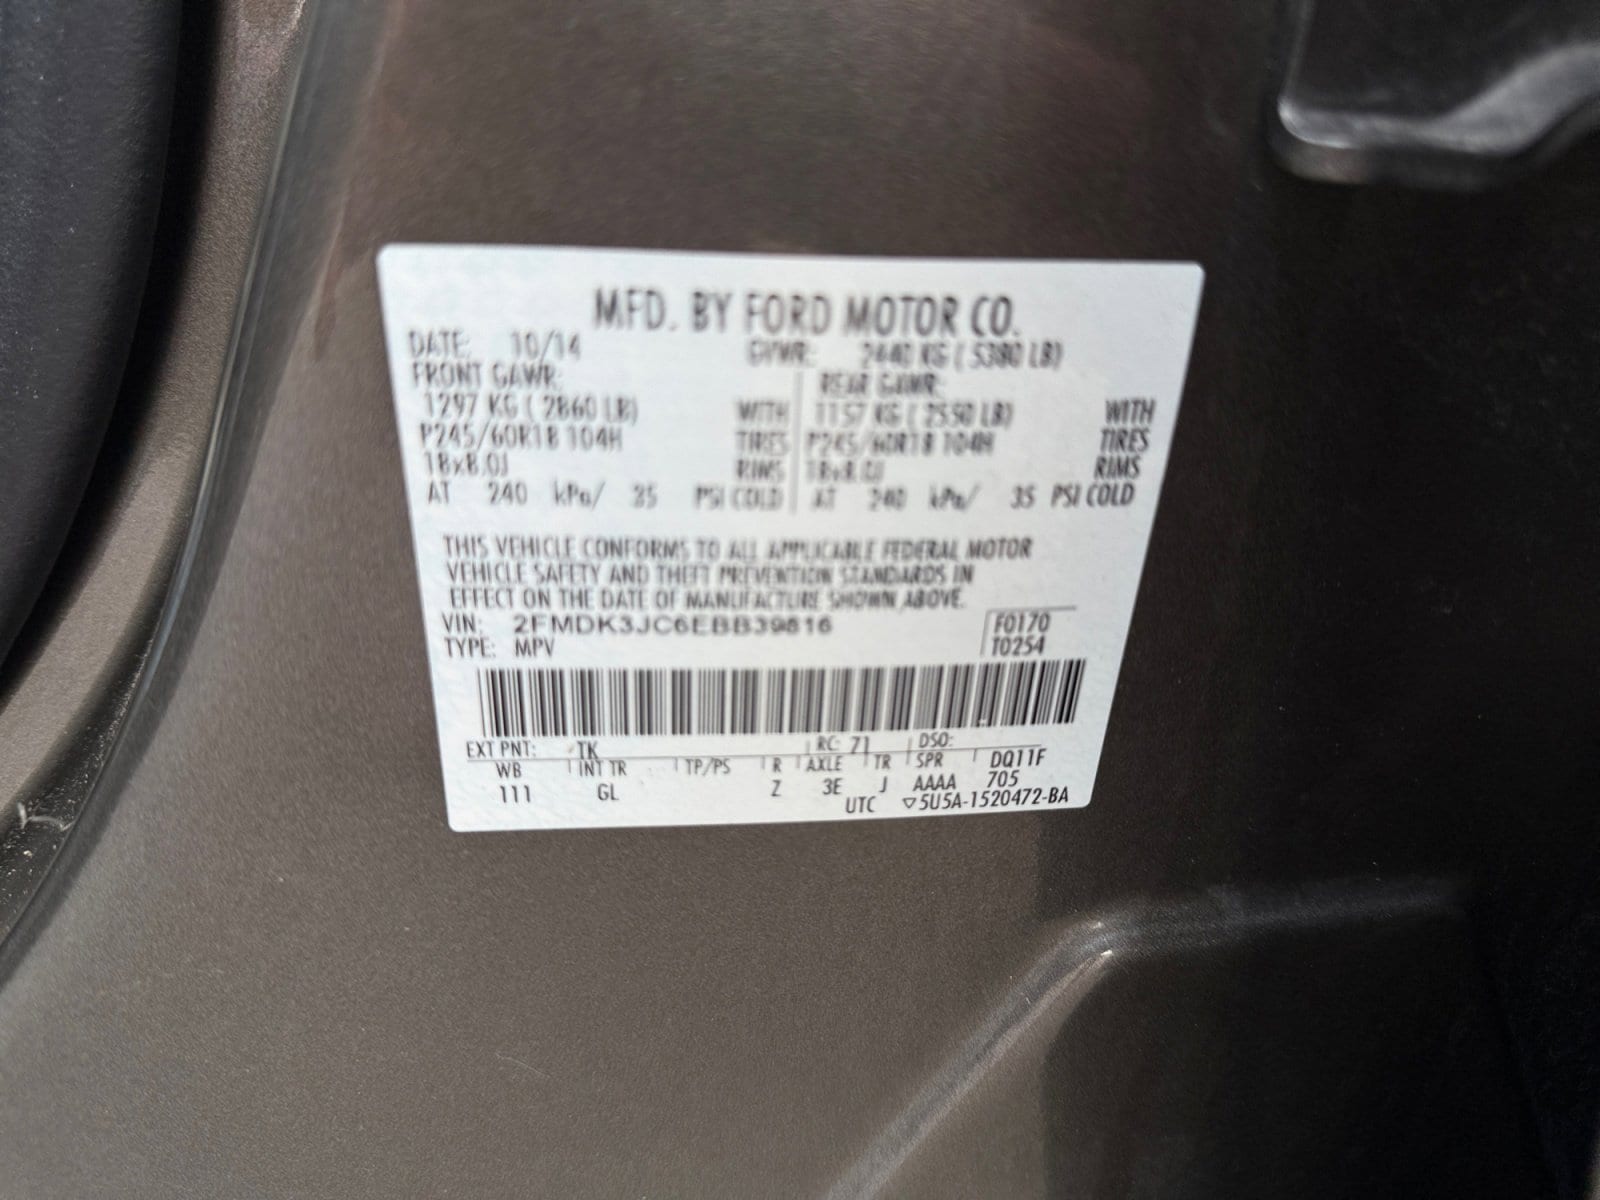 MFD. BY FORD MOTOR CO.
DATE: 10/14 GVWR: 2440 KG ( 5380 LB)
FRONT GAWR: REAR GAWR:
1297 KG ( 2860 LB) WITH 1157 KG ( 2550 LB) WITH
P245/60R18 104H TIRES P245/60R18 104H TIRES
18x8.0J RIMS 18x8.0J RIMS
AT 240 kPa/ 35 PSI COLD AT 240 kPa/ 35 PSI COLD
THIS VEHICLE CONFORMS TO ALL APPLICABLE FEDERAL MOTOR
VEHICLE SAFETY AND THEFT PREVENTION STANDARDS IN
EFFECT ON THE DATE OF MANUFACTURE SHOWN ABOVE.
VIN: 2FMDK3JC6EBB39816 F0170
TYPE: MPV T0254
EXT PNT: TK RC: 71 DSO:
WB INT TR TP/PS R AXLE TR SPR DQ11F
111 GL Z 3E J AAAA 705
UTC ▽5U5A-1520472-BA